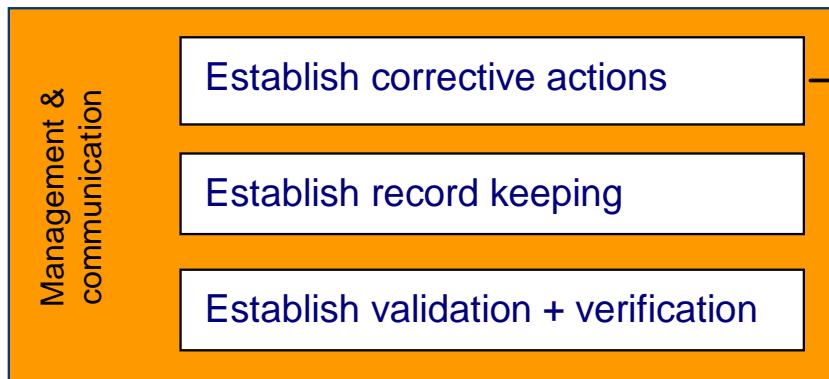 Management &
communication
Establish corrective actions
Establish record keeping
Establish validation + verification